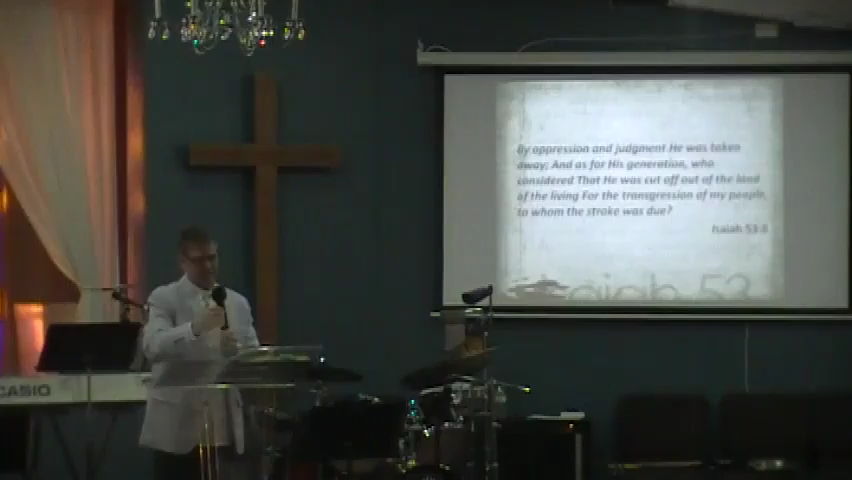 By oppression and judgment He was taken
away; And as for His generation, who
considered That He was cut off out of the land
of the living For the transgression of my people,
to whom the stroke was due?
Isaiah 53:8
Isaiah 53
CASIO